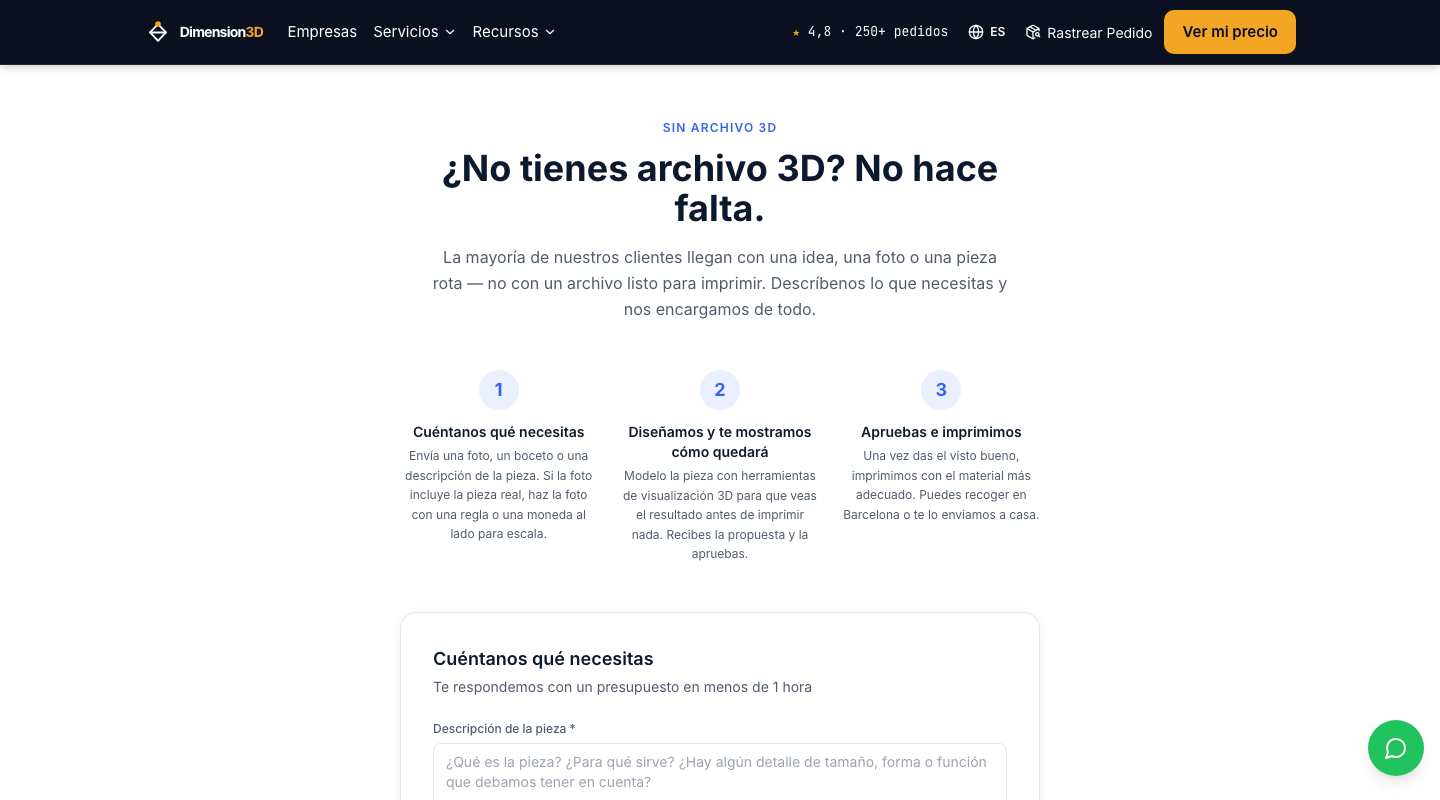 Dimension3D
Empresas
Servicios
Recursos
★ 4,8 · 250+ pedidos
ES
Rastrear Pedido
Ver mi precio
SIN ARCHIVO 3D
¿No tienes archivo 3D? No hace
falta.
La mayoría de nuestros clientes llegan con una idea, una foto o una pieza
rota — no con un archivo listo para imprimir. Descríbenos lo que necesitas y
nos encargamos de todo.
1
Cuéntanos qué necesitas
Envía una foto, un boceto o una
descripción de la pieza. Si la foto
incluye la pieza real, haz la foto
con una regla o una moneda al
lado para escala.
2
Diseñamos y te mostramos
cómo quedará
Modelo la pieza con herramientas
de visualización 3D para que veas
el resultado antes de imprimir
nada. Recibes la propuesta y la
apruebas.
3
Apruebas e imprimimos
Una vez das el visto bueno,
imprimimos con el material más
adecuado. Puedes recoger en
Barcelona o te lo enviamos a casa.
Cuéntanos qué necesitas
Te respondemos con un presupuesto en menos de 1 hora
Descripción de la pieza *
¿Qué es la pieza? ¿Para qué sirve? ¿Hay algún detalle de tamaño, forma o función
que debamos tener en cuenta?